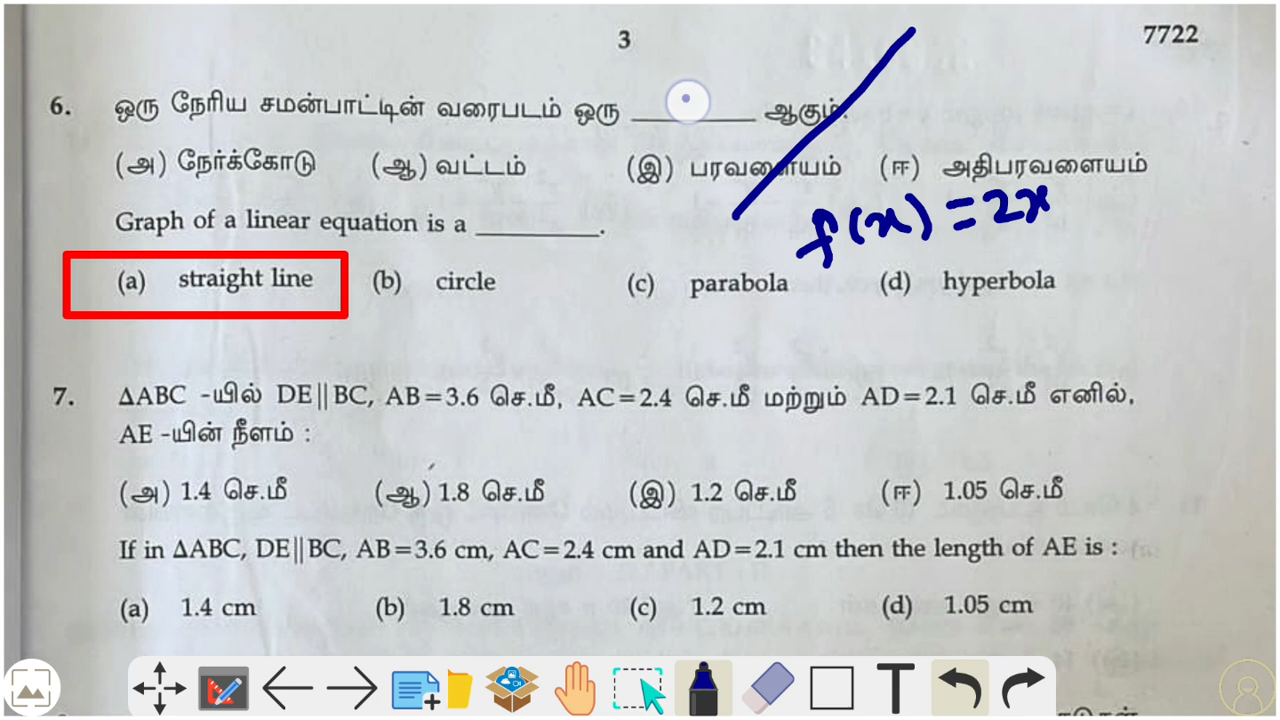 3
7722
6. ஒரு நேரிய சமன்பாட்டின் வரைபடம் ஒரு ________ ஆகும்.
(அ) நேர்க்கோடு (ஆ) வட்டம் (இ) பரவளையம் (ஈ) அதிபரவளையம்
f(x) = 2x
Graph of a linear equation is a ________.
(a) straight line (b) circle (c) parabola (d) hyperbola
7. ΔABC -யில் DE||BC, AB=3.6 செ.மீ, AC=2.4 செ.மீ மற்றும் AD=2.1 செ.மீ எனில்,
AE -யின் நீளம் :
(அ) 1.4 செ.மீ (ஆ) 1.8 செ.மீ (இ) 1.2 செ.மீ (ஈ) 1.05 செ.மீ
If in ΔABC, DE||BC, AB=3.6 cm, AC=2.4 cm and AD=2.1 cm then the length of AE is :
(a) 1.4 cm (b) 1.8 cm (c) 1.2 cm (d) 1.05 cm
T